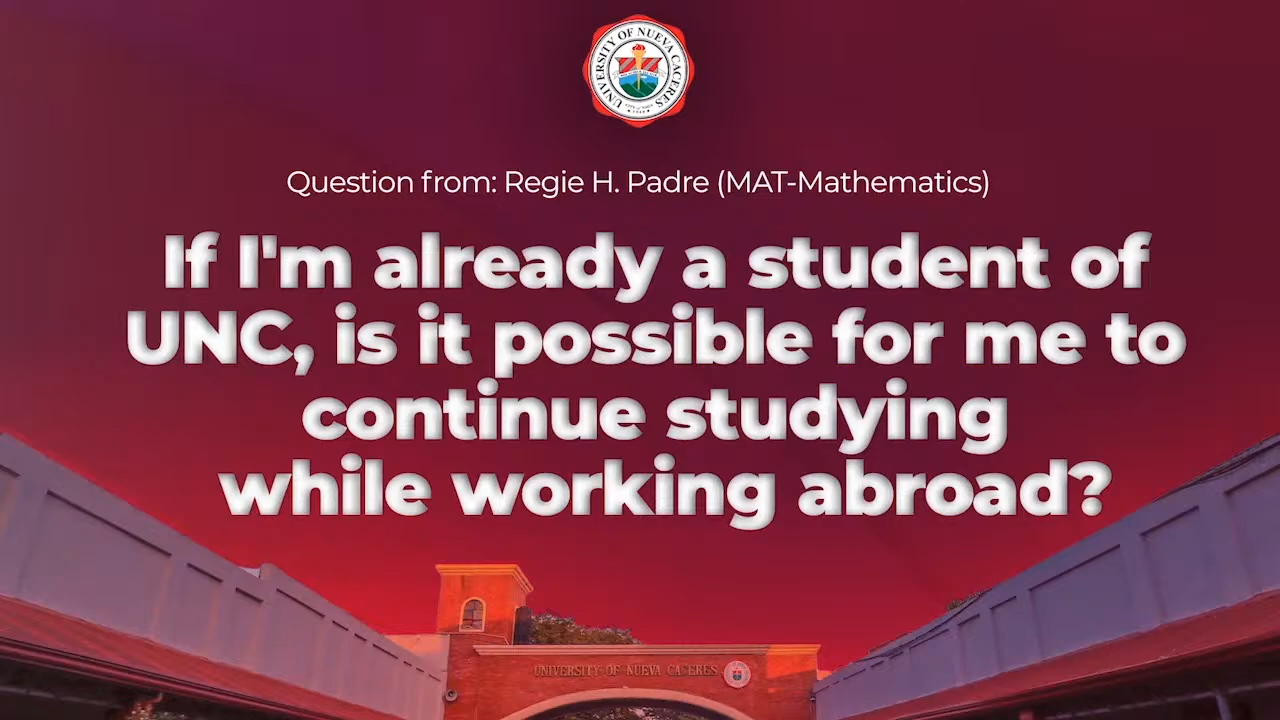 UNIVERSITY OF NUEVA CACERES
Question from: Regie H. Padre (MAT-Mathematics)
If I'm already a student of
UNC, is it possible for me to
continue studying
while working abroad?
UNIVERSITY OF NUEVA CACERES